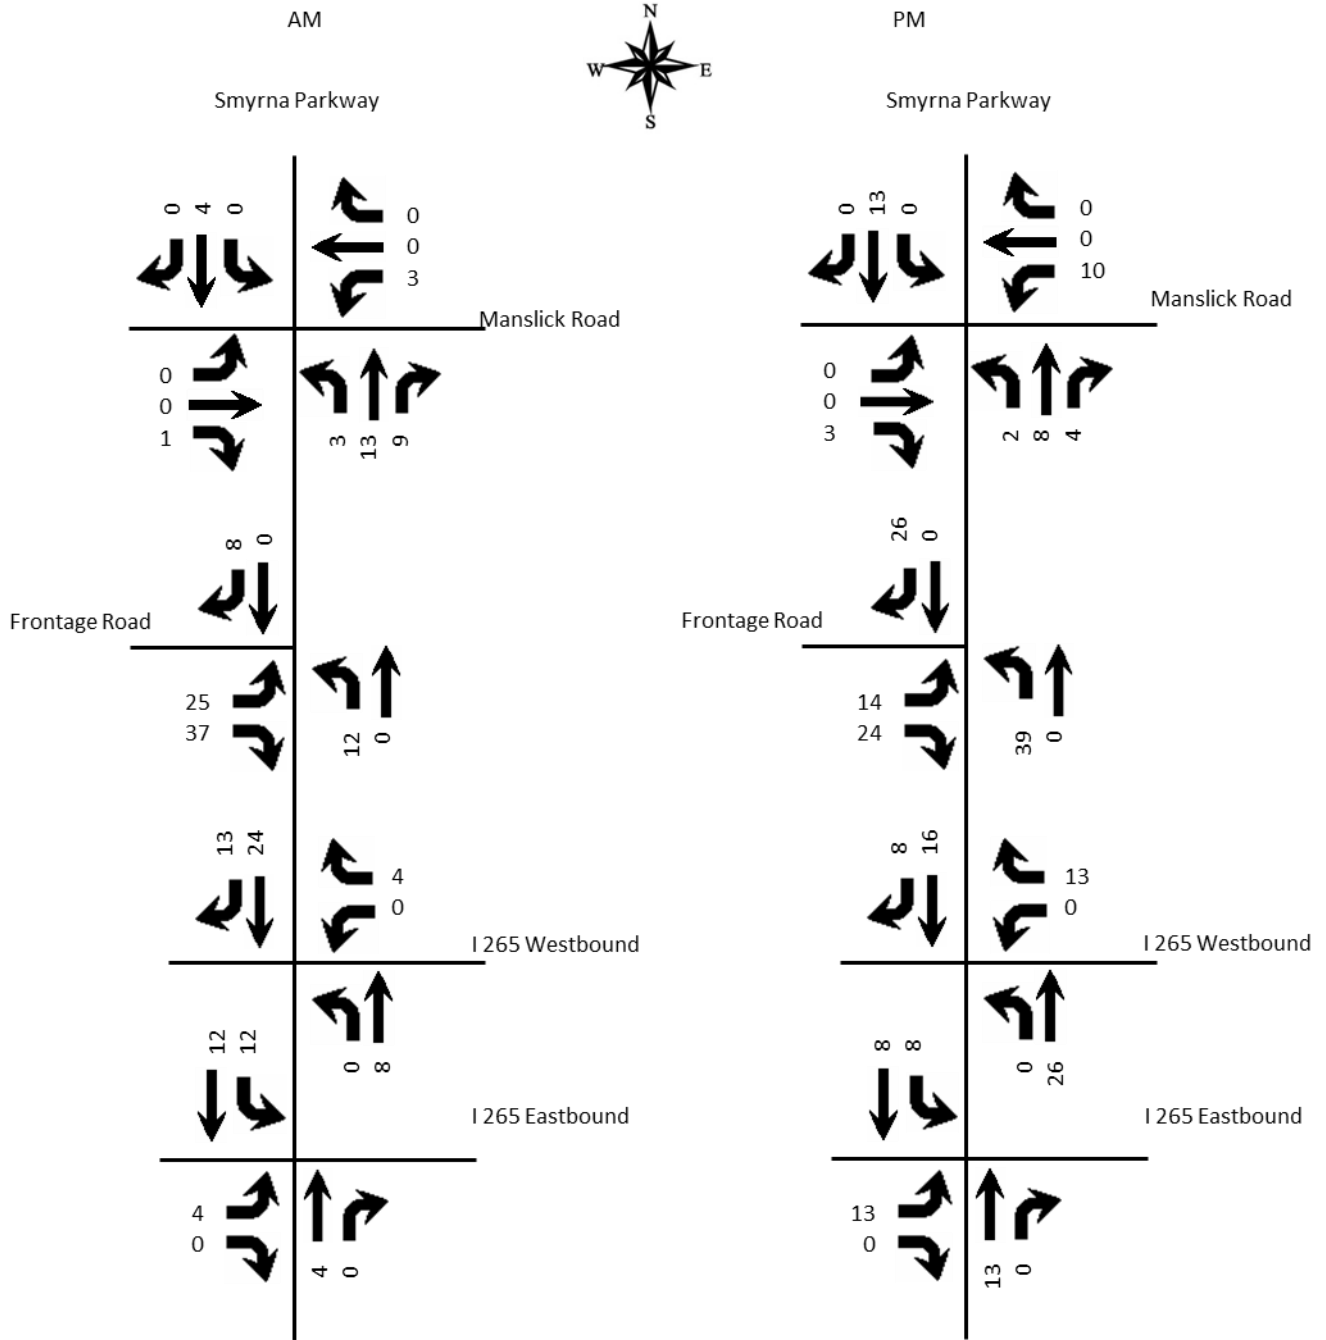 AM
N
PM
W
E
S
Smyrna Parkway
Smyrna Parkway
0 4 0
0
0
3
Manslick Road
0
0
1
3 13 9
8 0
Frontage Road
25
37
12 0
13 24
4
0
I 265 Westbound
0 8
12 12
I 265 Eastbound
4
0
4 0
0 13 0
0
0
10
Manslick Road
0
0
3
2 8 4
26 0
Frontage Road
14
24
39 0
8 16
13
0
I 265 Westbound
0 26
8 8
I 265 Eastbound
13
0
13 0